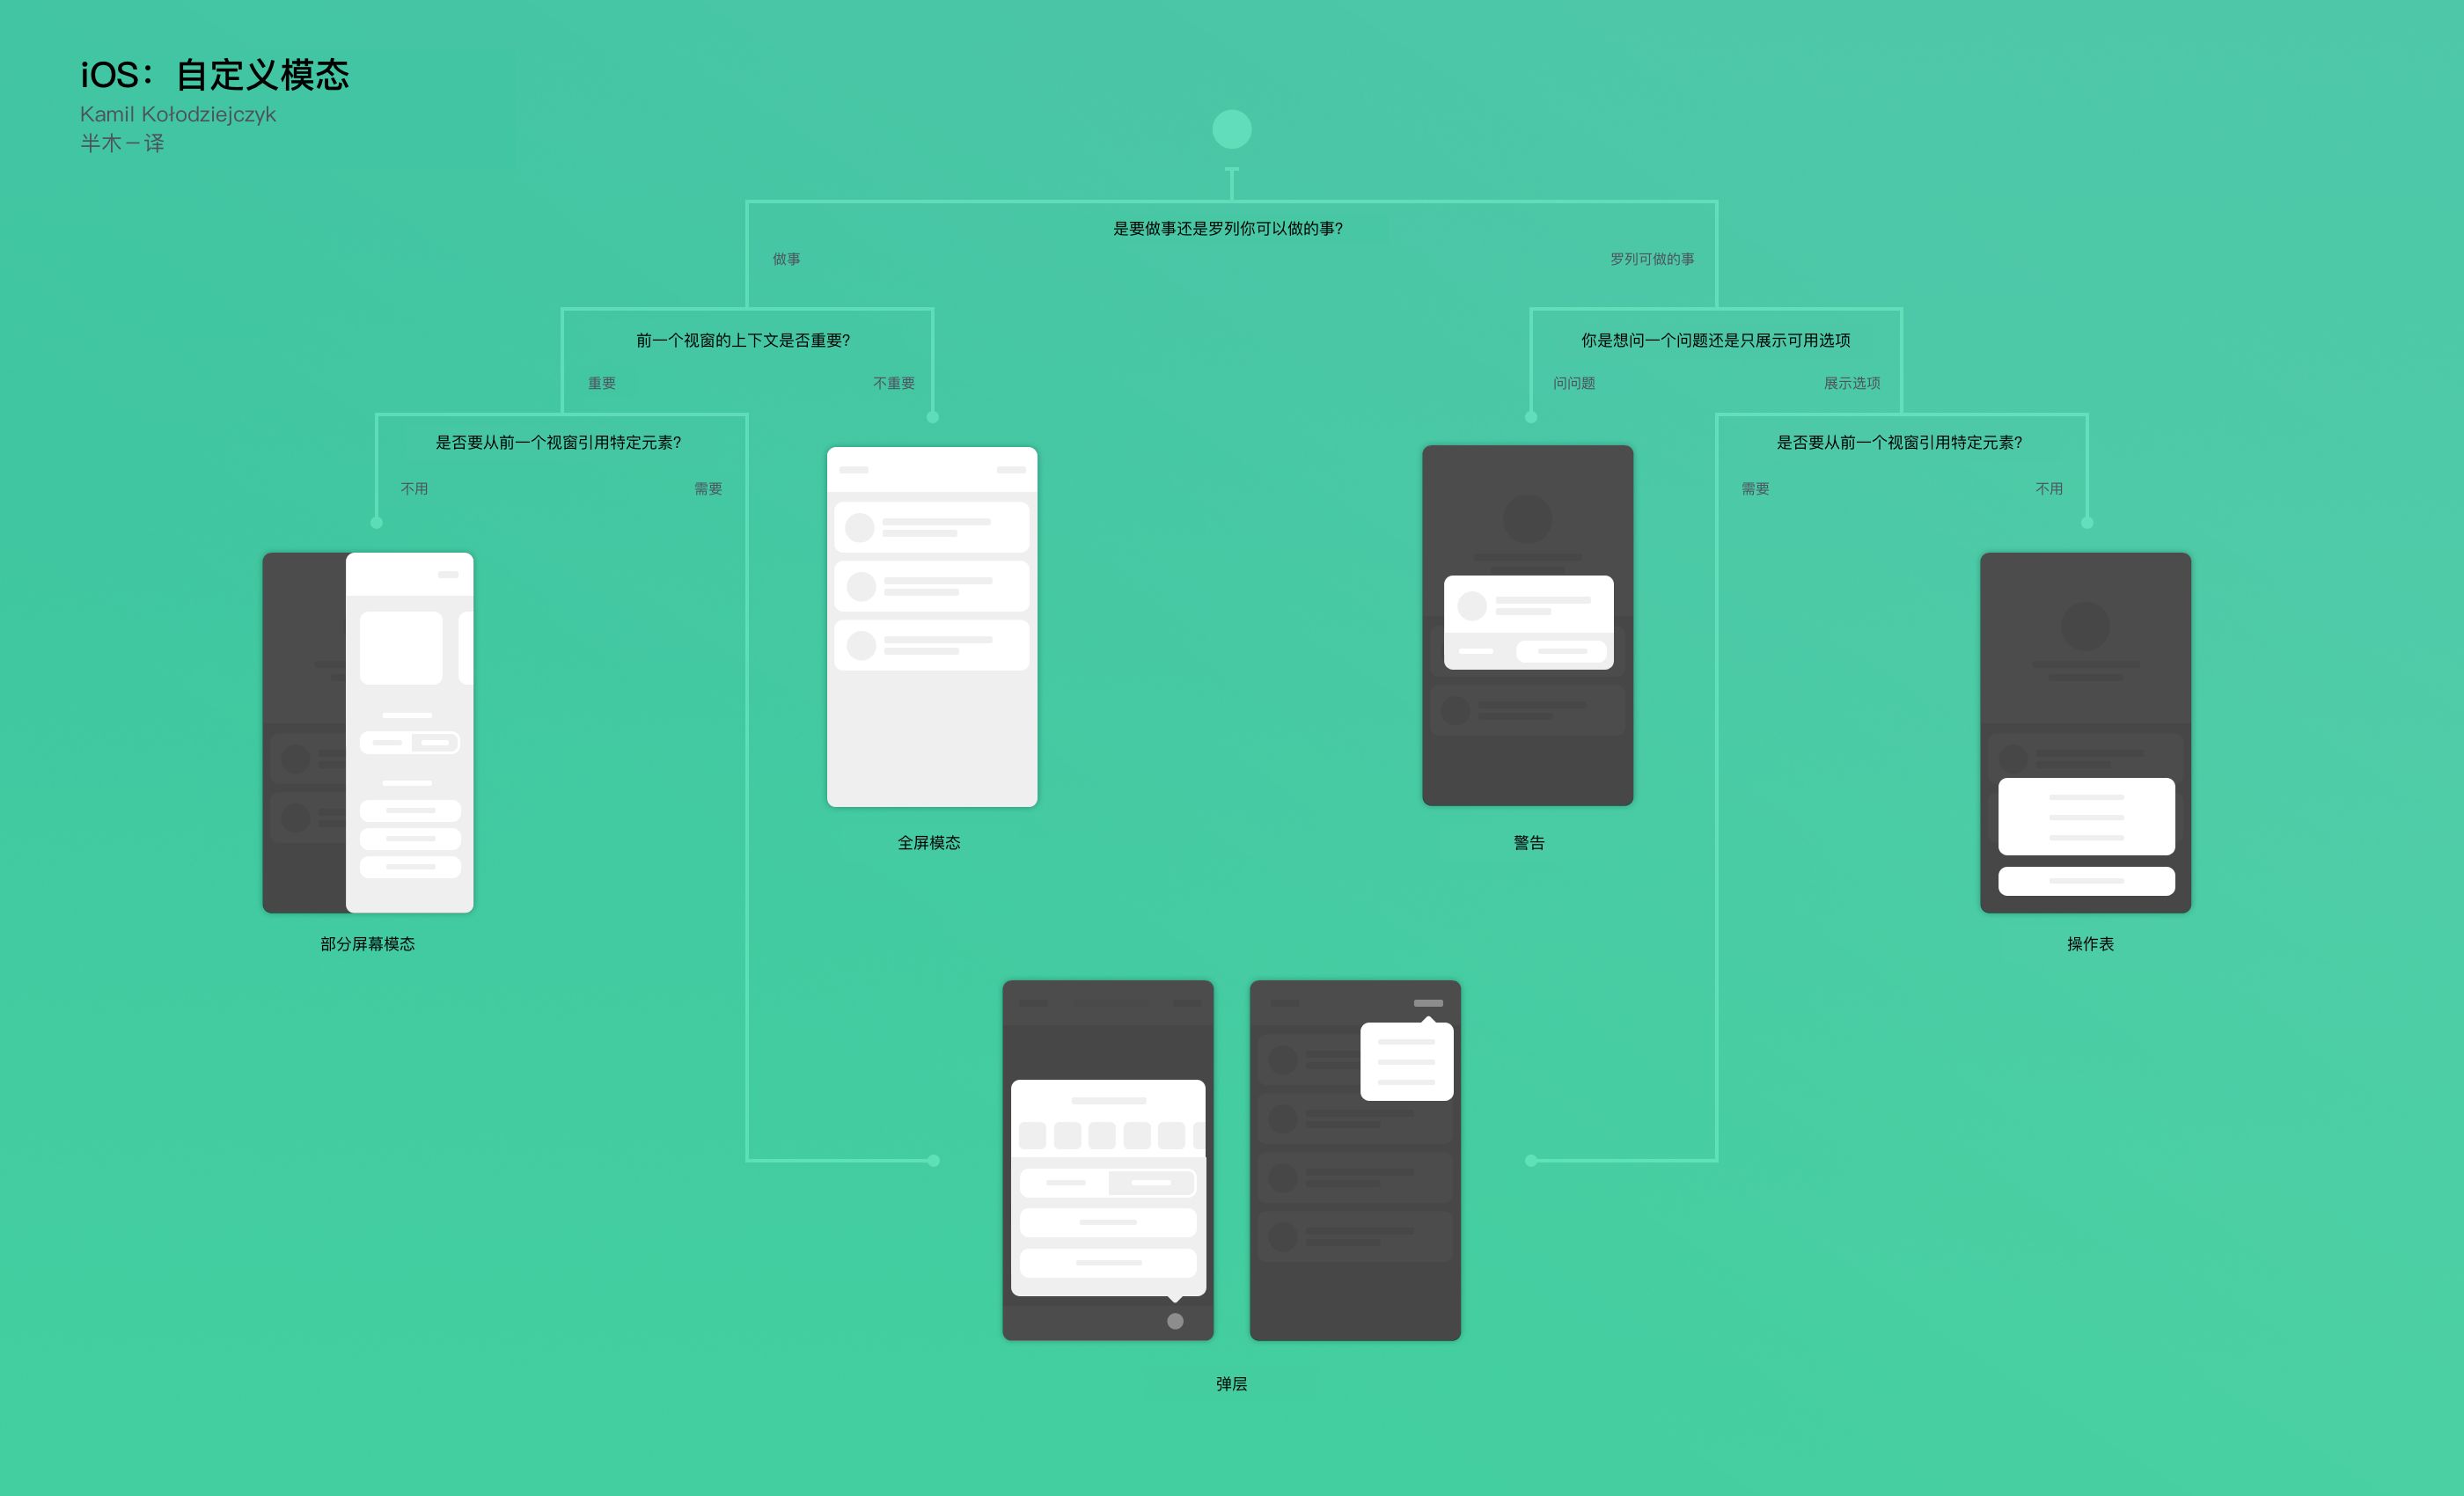 iOS：自定义模态
Kamil Kołodziejczyk
半木－译
是要做事还是罗列你可以做的事?
做事
罗列可做的事
前一个视窗的上下文是否重要?
你是想问一个问题还是只展示可用选项
重要
不重要
问问题
展示选项
是否要从前一个视窗引用特定元素?
是否要从前一个视窗引用特定元素?
不用
需要
需要
不用
全屏模态
警告
部分屏幕模态
操作表
弹层